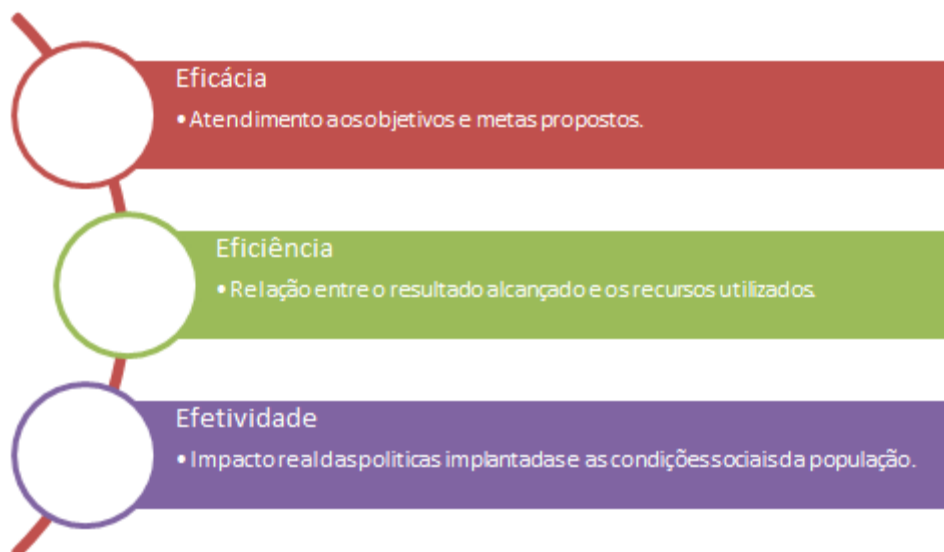 Eficácia
• Atendimento aos objetivos e metas propostos.
Eficiência
• Relação entre o resultado alcançado e os recursos utilizados.
Efetividade
• Impacto real das politicas implantadas e as condições sociais da população.